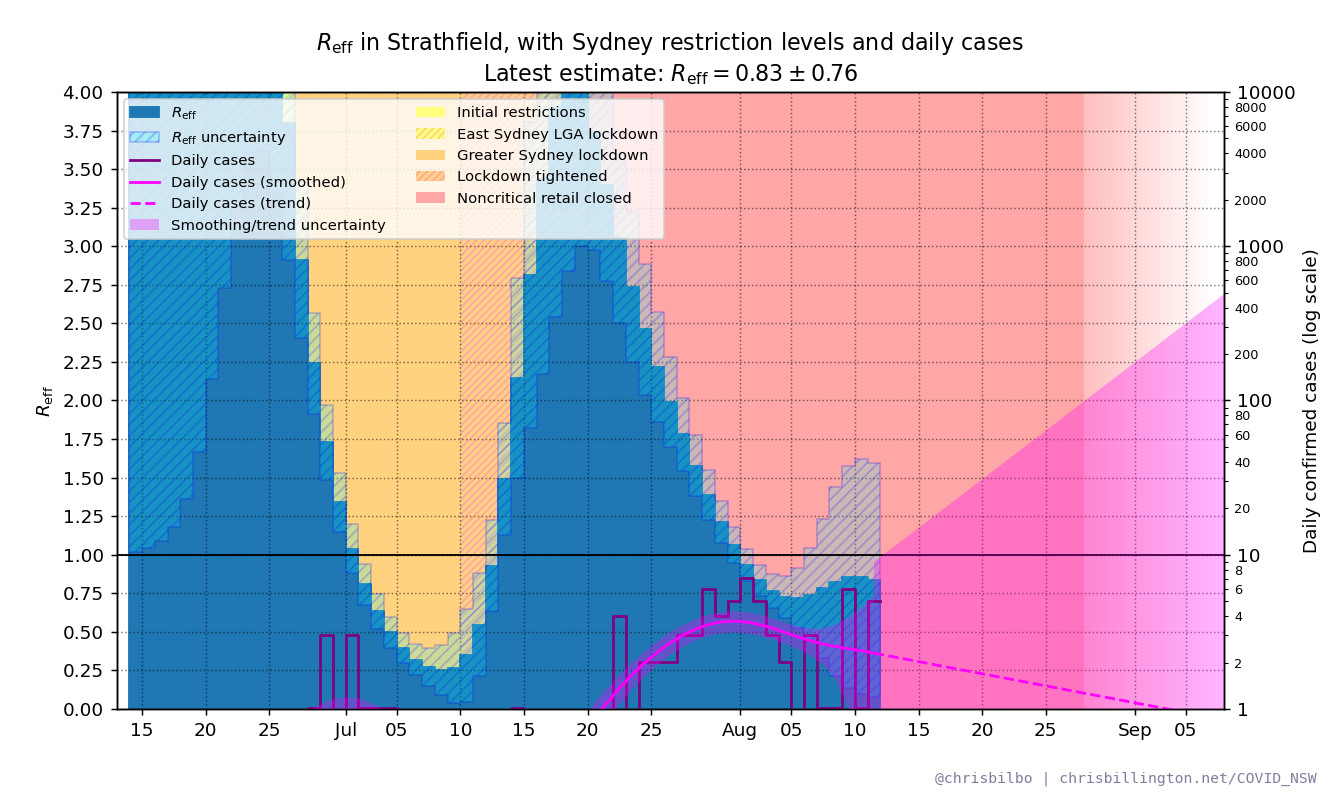 R_eff in Strathfield, with Sydney restriction levels and daily cases
Latest estimate: R_eff = 0.83 ± 0.76
R_eff
R_eff uncertainty
Daily cases
Daily cases (smoothed)
Daily cases (trend)
Smoothing/trend uncertainty
Initial restrictions
East Sydney LGA lockdown
Greater Sydney lockdown
Lockdown tightened
Noncritical retail closed
4.00
3.75
3.50
3.25
3.00
2.75
2.50
2.25
2.00
1.75
1.50
1.25
1.00
0.75
0.50
0.25
0.00
R_eff
10000
8000
6000
4000
2000
1000
800
600
400
200
100
80
60
40
20
10
8
6
4
2
1
Daily confirmed cases (log scale)
15 20 25 Jul 05 10 15 20 25 Aug 05 10 15 20 25 Sep 05
@chrisbilbo | chrisbillington.net/COVID_NSW